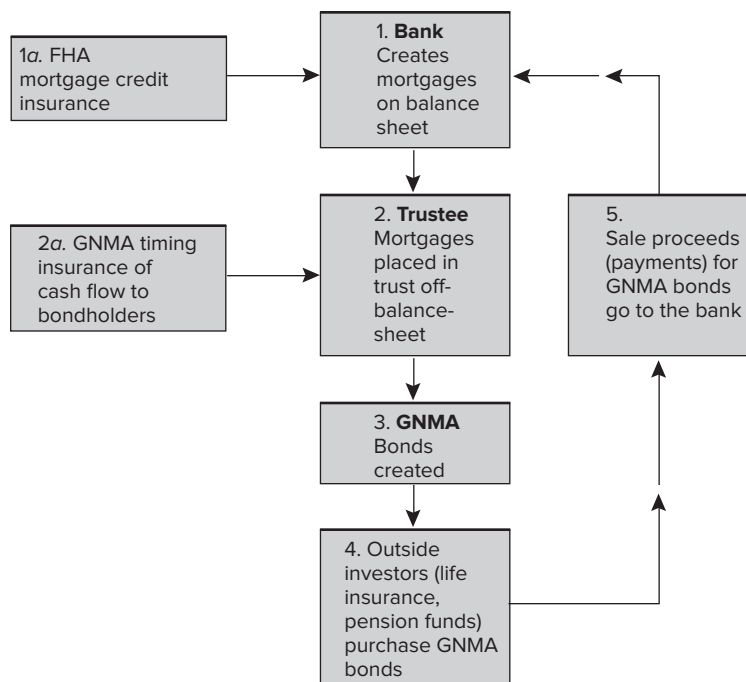 1a. FHA
mortgage credit
insurance
1. Bank
Creates
mortgages
on balance
sheet
2a. GNMA timing
insurance of
cash flow to
bondholders
2. Trustee
Mortgages
placed in
trust off-
balance-
sheet
5.
Sale proceeds
(payments) for
GNMA bonds
go to the bank
3. GNMA
Bonds
created
4. Outside
investors (life
insurance,
pension funds)
purchase GNMA
bonds